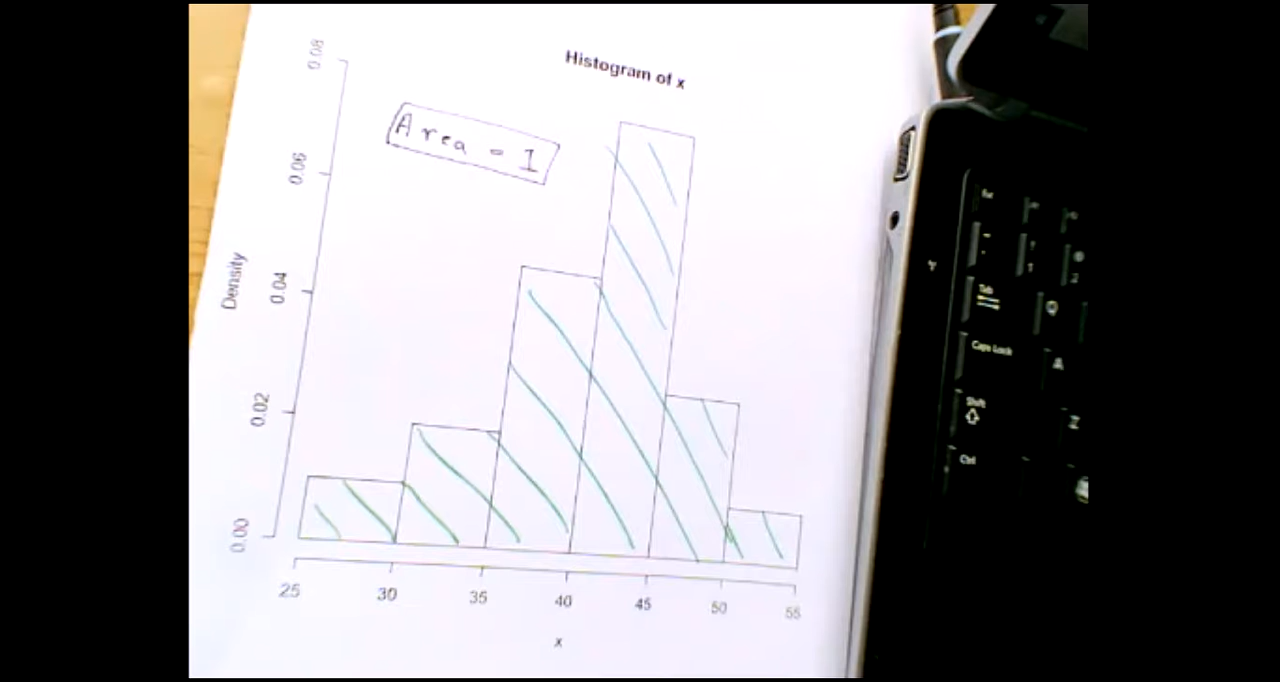 Histogram of x
Area = 1
Density
0.00
0.02
0.04
0.06
0.08
25 30 35 40 45 50 55
x
Tab
Caps Lock
Shift
Ctrl
Q
A
Z